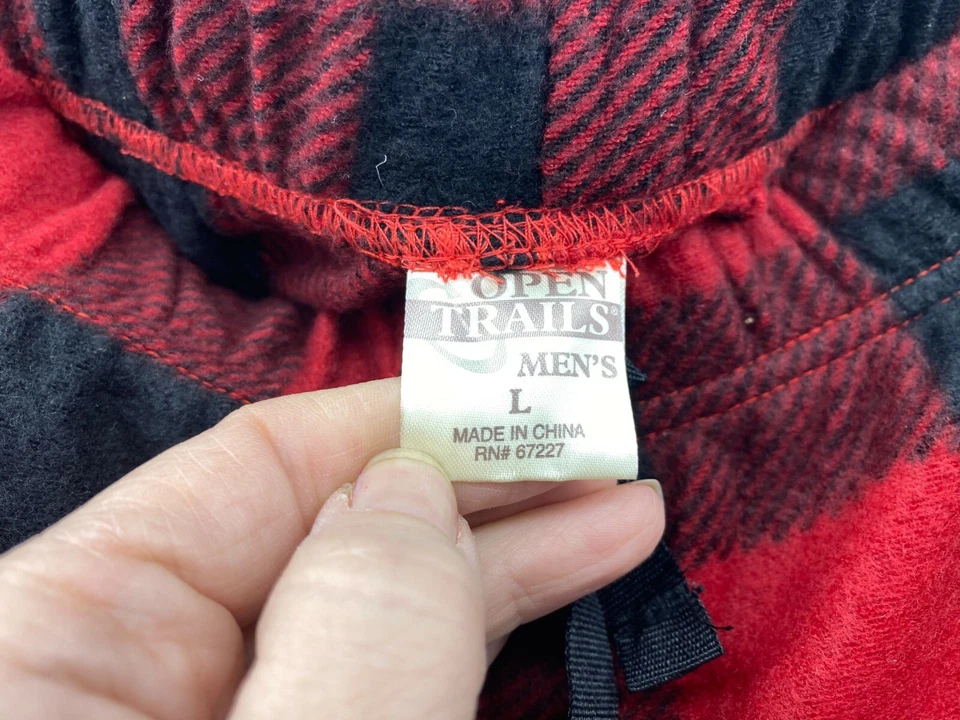 OPEN
TRAILS®
MEN'S
L
MADE IN CHINA
RN# 67227